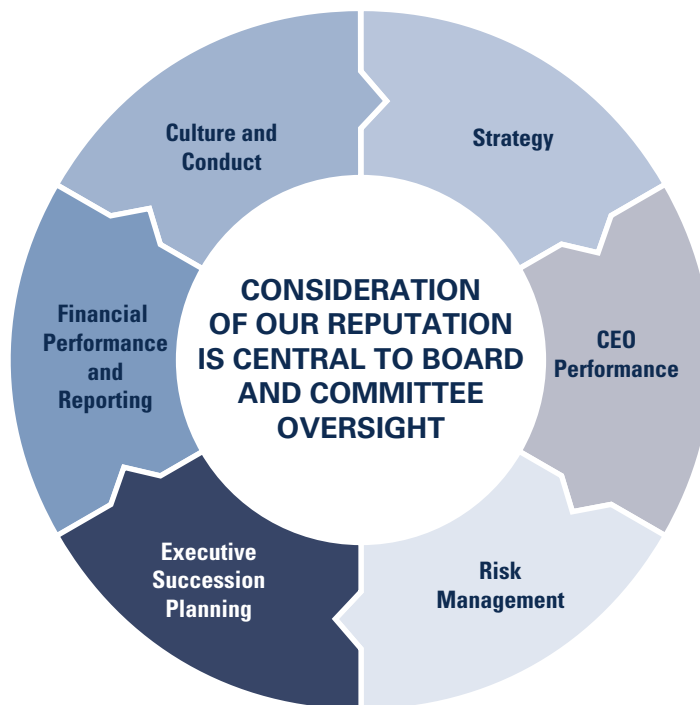 Culture and
Conduct
Strategy
Financial
Performance
and
Reporting
CONSIDERATION
OF OUR REPUTATION
IS CENTRAL TO BOARD
AND COMMITTEE
OVERSIGHT
CEO
Performance
Executive
Succession
Planning
Risk
Management